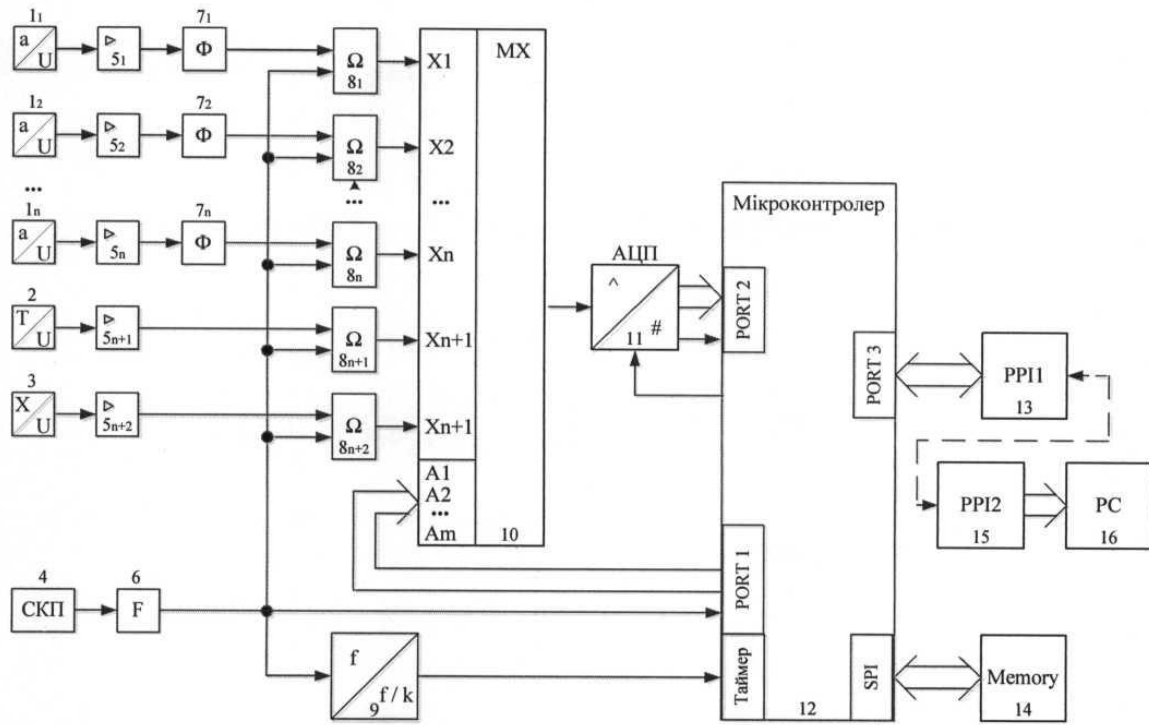 1₁
a
U
5₁
7₁
Ф
Ω
8₁
1₂
a
U
5₂
7₂
Ф
Ω
8₂
...
...
1n
a
U
5n
7n
Ф
Ω
8n
2
T
U
5n+1
Ω
8n+1
3
X
U
5n+2
Ω
8n+2
MX
X1
X2
...
Xn
Xn+1
Xn+1
A1
A2
...
Am
10
АЦП
^
#
11
Мікроконтролер
PORT 2
PORT 3
PORT 1
Таймер
SPI
12
PPI1
13
PPI2
15
PC
16
Memory
14
4
СКП
6
F
f
f / k
9